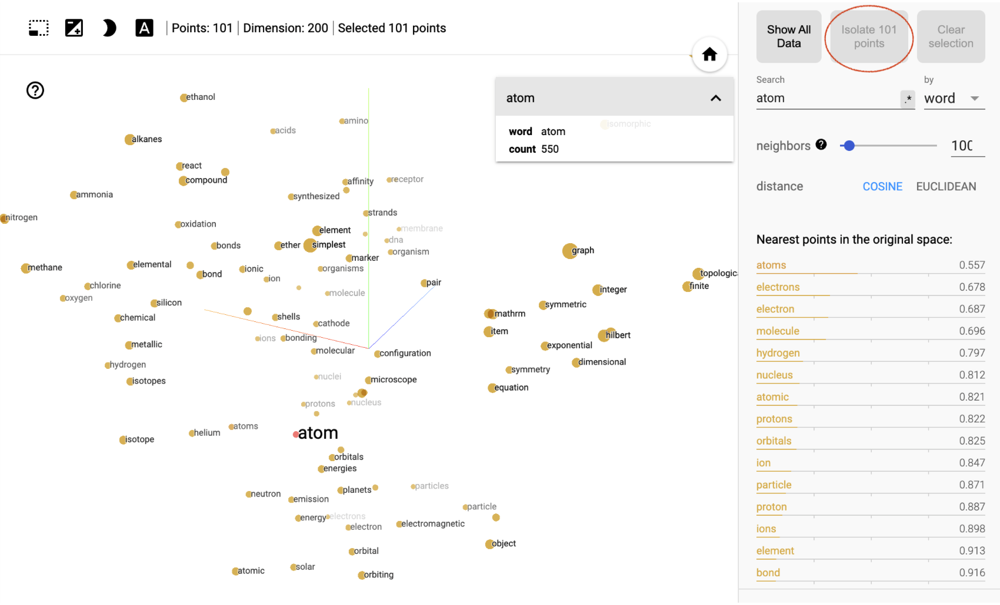 A
Points: 101 | Dimension: 200 | Selected 101 points
Show All Data
Isolate 101 points
Clear selection
Search
by
atom
.*
word
neighbors ?
100
distance
COSINE
EUCLIDEAN
Nearest points in the original space:
atoms 0.557
electrons 0.678
electron 0.687
molecule 0.696
hydrogen 0.797
nucleus 0.812
atomic 0.821
protons 0.822
orbitals 0.825
ion 0.847
particle 0.871
proton 0.887
ions 0.898
element 0.913
bond 0.916
?
atom
word atom
count 550
isomorphic
ethanol
amino
acids
alkanes
react
compound
affinity
receptor
ammonia
synthesized
strands
nitrogen
oxidation
element
membrane
dna
bonds
ether
simplest
organism
graph
marker
elemental
methane
bond
ionic
organisms
ion
topologic
chlorine
pair
finite
integer
oxygen
molecule
silicon
symmetric
chemical
shells
mathrm
cathode
item
hilbert
ions
bonding
metallic
exponential
molecular
configuration
dimensional
hydrogen
symmetry
nuclei
isotopes
microscope
equation
protons
nucleus
atoms
helium
atom
isotope
orbitals
energies
planets
particles
neutron
emission
particle
energy
electrons
electron
electromagnetic
object
orbital
solar
atomic
orbiting